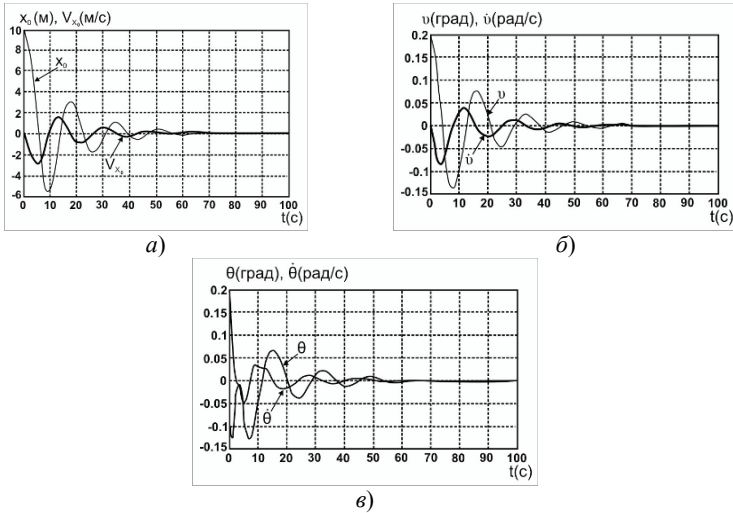 x₀(м), Vx₀(м/с)
10
8
6
4
2
0
-2
-4
-6
x₀
Vx₀
0 10 20 30 40 50 60 70 80 90 100
t(c)
а)
υ(град), υ̇(рад/с)
0.2
0.15
0.1
0.05
0
-0.05
-0.1
-0.15
υ
υ̇
0 10 20 30 40 50 60 70 80 90 100
t(c)
б)
θ(град), θ̇(рад/с)
0.2
0.15
0.1
0.05
0
-0.05
-0.1
-0.15
θ
θ̇
0 10 20 30 40 50 60 70 80 90 100
t(c)
в)